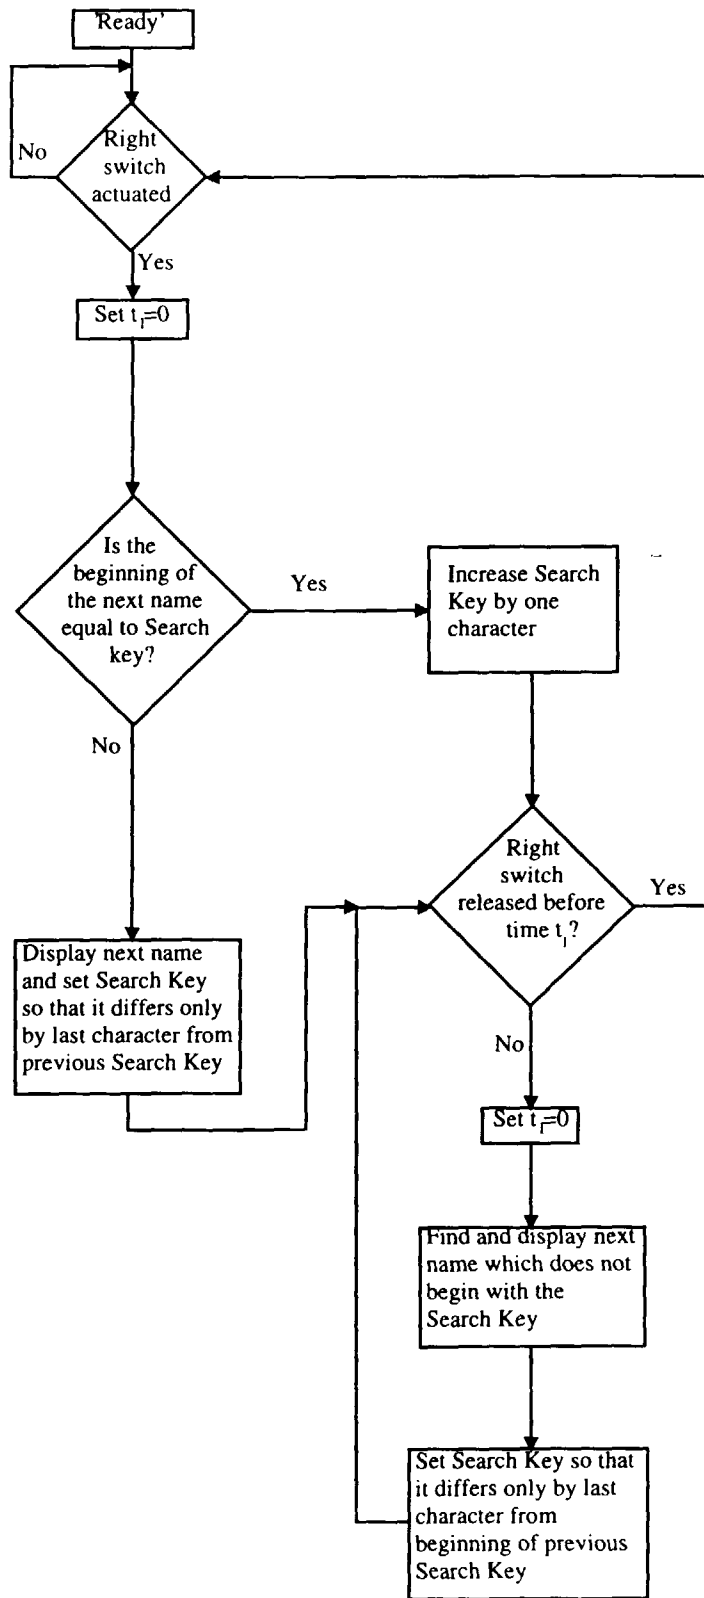 'Ready'
Right
switch
actuated
No
Yes
Set t₁=0
Is the
beginning of
the next name
equal to Search
key?
Yes
Increase Search
Key by one
character
No
Right
switch
released before
time t₁?
Yes
Display next name
and set Search Key
so that it differs only
by last character from
previous Search Key
No
Set t₁=0
Find and display next
name which does not
begin with the
Search Key
Set Search Key so that
it differs only by last
character from
beginning of previous
Search Key